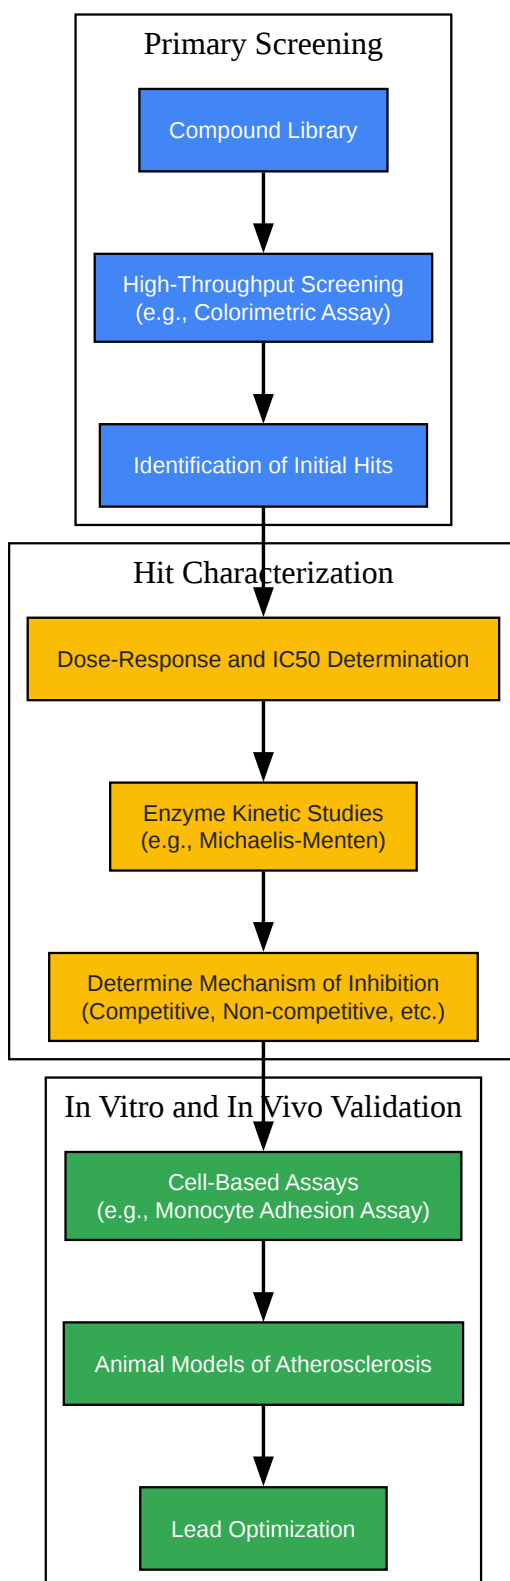 Primary Screening
Compound Library
High-Throughput Screening
(e.g., Colorimetric Assay)
Identification of Initial Hits
Hit Characterization
Dose-Response and IC50 Determination
Enzyme Kinetic Studies
(e.g., Michaelis-Menten)
Determine Mechanism of Inhibition
(Competitive, Non-competitive, etc.)
In Vitro and In Vivo Validation
Cell-Based Assays
(e.g., Monocyte Adhesion Assay)
Animal Models of Atherosclerosis
Lead Optimization